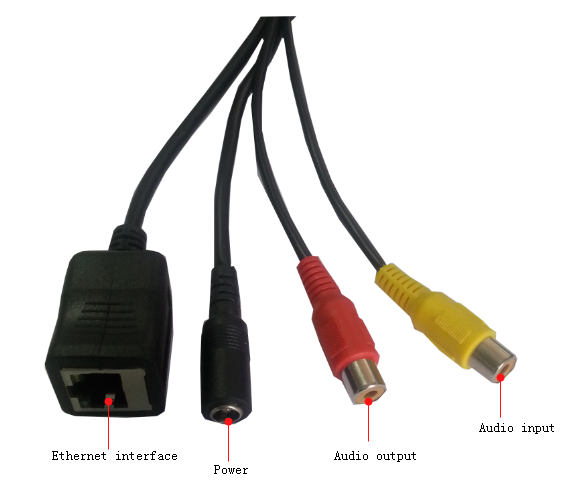 Ethernet interface
Power
Audio output
Audio input